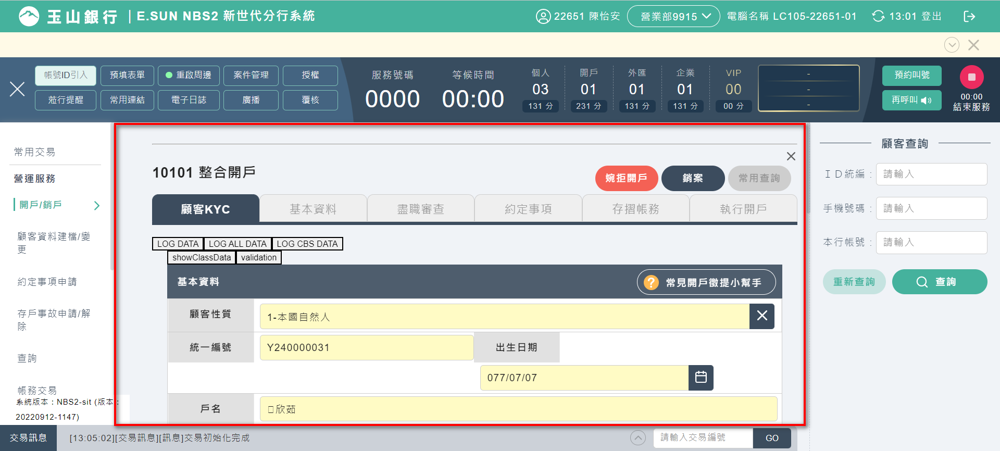 玉山銀行 | E.SUN NBS2 新世代分行系統
22651 陳怡安
營業部9915
電腦名稱 LC105-22651-01
13:01 登出
帳號ID引入
預填表單
重啟周邊
案件管理
授權
蒞行提醒
常用連結
電子日誌
廣播
覆核
服務號碼
0000
等候時間
00:00
個人
03
131 分
開戶
01
231 分
外匯
01
131 分
企業
01
131 分
VIP
00
00 分
-
-
-
預約叫號
再呼叫
00:00
結束服務
常用交易
營運服務
開戶/銷戶
顧客資料建檔/變
更
約定事項申請
存戶事故申請/解
除
查詢
帳務交易
系統版本：NBS2-sit (版本：
20220912-1147)
10101 整合開戶
婉拒開戶
銷案
常用查詢
顧客KYC
基本資料
盡職審查
約定事項
存摺帳務
執行開戶
LOG DATA
LOG ALL DATA
LOG CBS DATA
showClassData
validation
基本資料
? 常見開戶徵提小幫手
顧客性質
1-本國自然人
統一編號
Y240000031
出生日期
077/07/07
戶名
□欣茹
顧客查詢
ＩＤ統編：
請輸入
手機號碼：
請輸入
本行帳號：
請輸入
重新查詢
查詢
交易訊息
[13:05:02][交易訊息][訊息]交易初始化完成
請輸入交易編號
GO